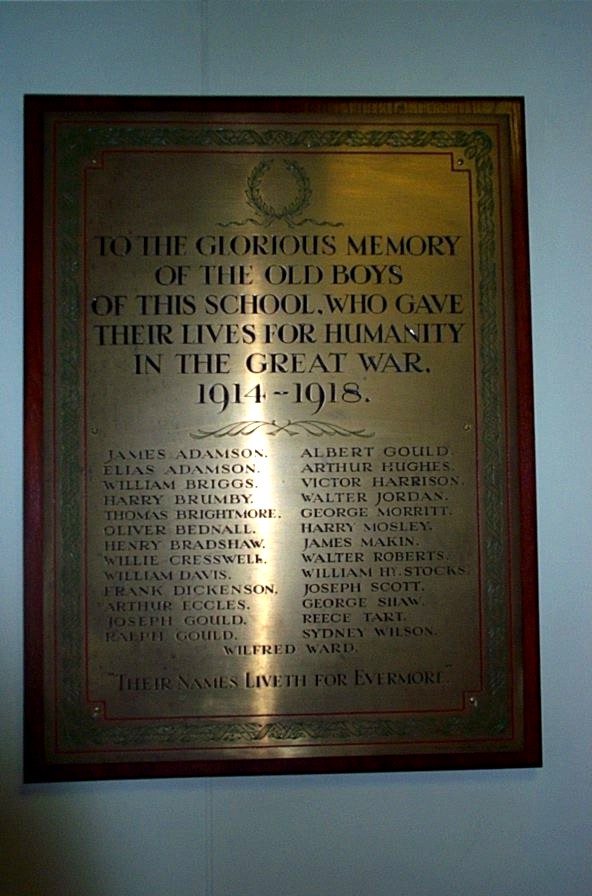 TO THE GLORIOUS MEMORY
OF THE OLD BOYS
OF THIS SCHOOL, WHO GAVE
THEIR LIVES FOR HUMANITY
IN THE GREAT WAR.
1914--1918.
JAMES ADAMSON.
ELIAS ADAMSON.
WILLIAM BRIGGS.
HARRY BRUMBY.
THOMAS BRIGHTMORE.
OLIVER BEDNALL.
HENRY BRADSHAW.
WILLIE CRESSWELL.
WILLIAM DAVIS.
FRANK DICKENSON.
ARTHUR ECCLES.
JOSEPH GOULD.
RALPH GOULD.
ALBERT GOULD.
ARTHUR HUGHES.
VICTOR HARRISON.
WALTER JORDAN.
GEORGE MORRITT.
HARRY MOSLEY.
JAMES MAKIN.
WALTER ROBERTS.
WILLIAM HY. STOCKS.
JOSEPH SCOTT.
GEORGE SHAW.
REECE TART.
SYDNEY WILSON.
WILFRED WARD.
"THEIR NAMES LIVETH FOR EVERMORE."